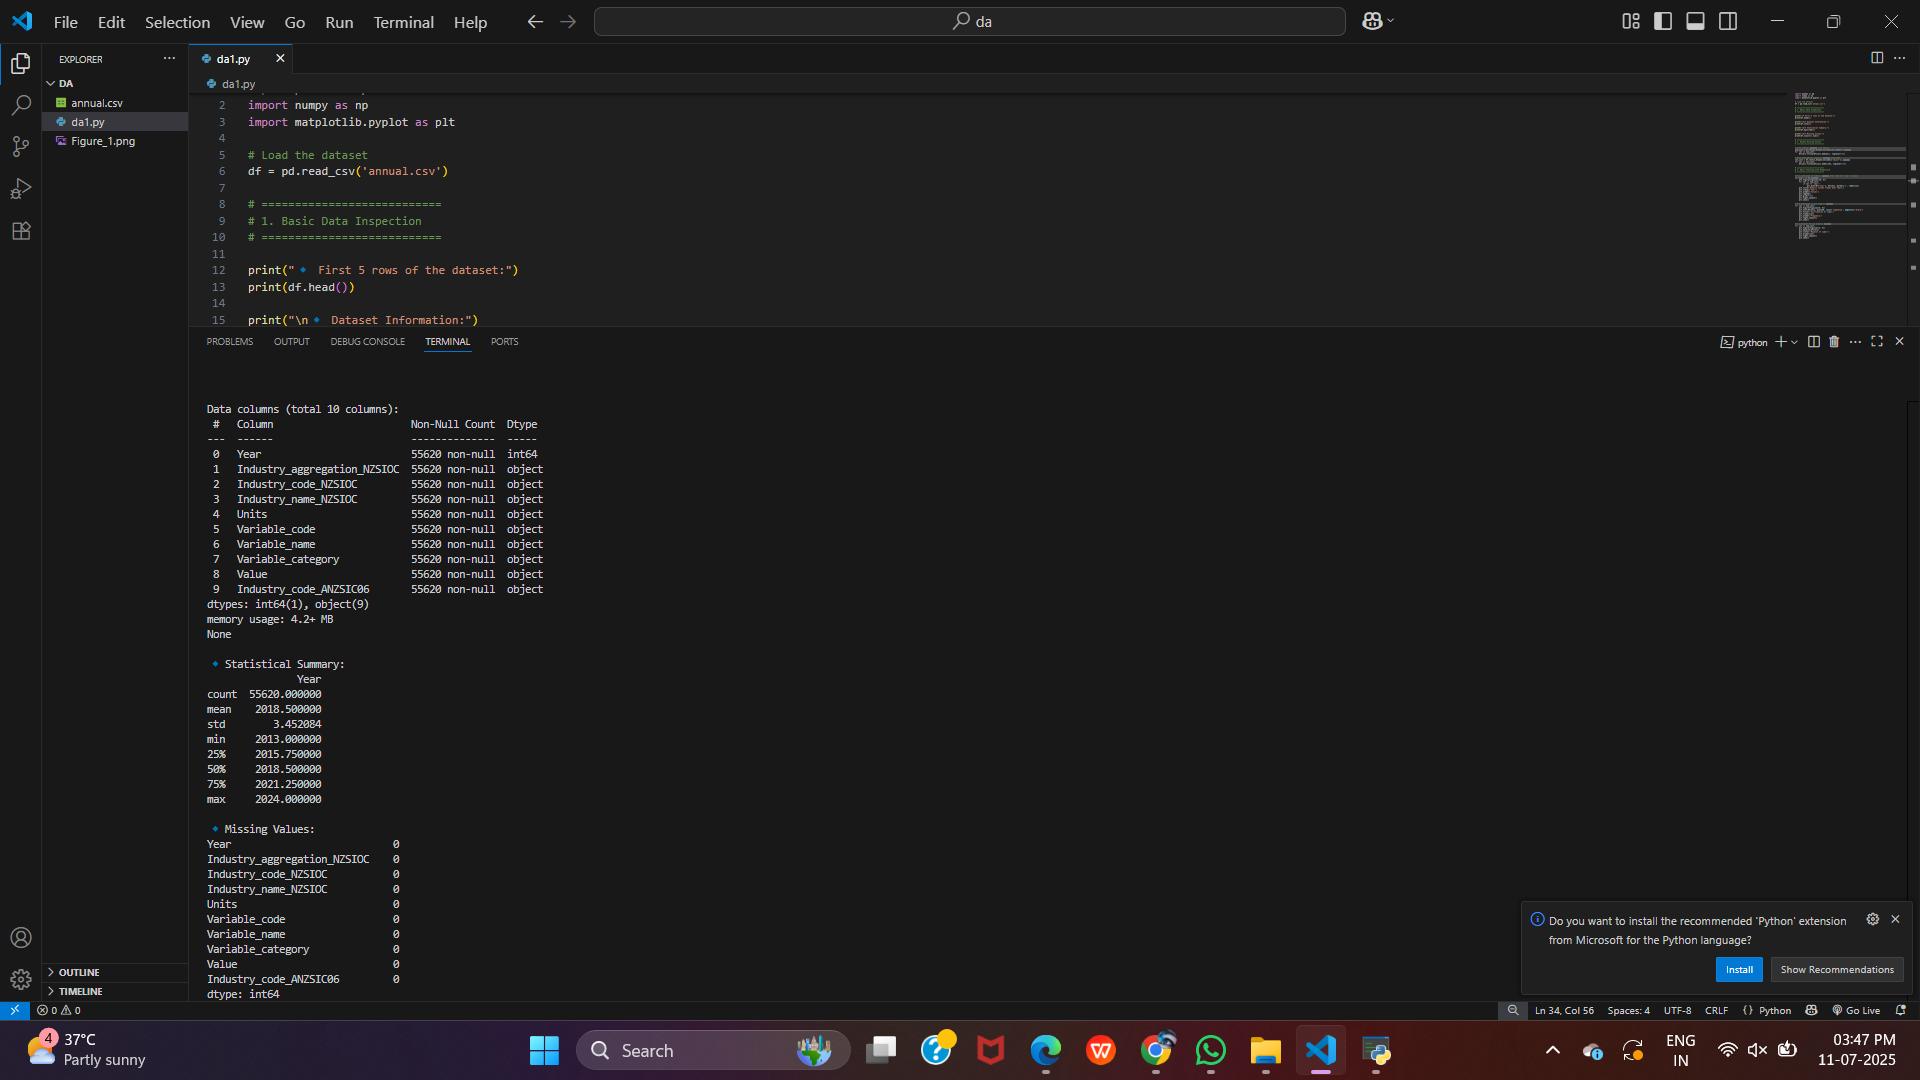 File Edit Selection View Go Run Terminal Help
da
EXPLORER
DA
annual.csv
da1.py
Figure_1.png
OUTLINE
TIMELINE
da1.py
da1.py
2 import numpy as np
3 import matplotlib.pyplot as plt
4
5 # Load the dataset
6 df = pd.read_csv('annual.csv')
7
8 # ===========================
9 # 1. Basic Data Inspection
10 # ===========================
11
12 print("🔹 First 5 rows of the dataset:")
13 print(df.head())
14
15 print("\n🔹 Dataset Information:")
PROBLEMS OUTPUT DEBUG CONSOLE TERMINAL PORTS
python
Data columns (total 10 columns):
# Column Non-Null Count Dtype
--- ------ -------------- -----
0 Year 55620 non-null int64
1 Industry_aggregation_NZSIOC 55620 non-null object
2 Industry_code_NZSIOC 55620 non-null object
3 Industry_name_NZSIOC 55620 non-null object
4 Units 55620 non-null object
5 Variable_code 55620 non-null object
6 Variable_name 55620 non-null object
7 Variable_category 55620 non-null object
8 Value 55620 non-null object
9 Industry_code_ANZSIC06 55620 non-null object
dtypes: int64(1), object(9)
memory usage: 4.2+ MB
None
🔹 Statistical Summary:
Year
count 55620.000000
mean 2018.500000
std 3.452084
min 2013.000000
25% 2015.750000
50% 2018.500000
75% 2021.250000
max 2024.000000
🔹 Missing Values:
Year 0
Industry_aggregation_NZSIOC 0
Industry_code_NZSIOC 0
Industry_name_NZSIOC 0
Units 0
Variable_code 0
Variable_name 0
Variable_category 0
Value 0
Industry_code_ANZSIC06 0
dtype: int64
Do you want to install the recommended 'Python' extension
from Microsoft for the Python language?
Install Show Recommendations
0 0 Ln 34, Col 56 Spaces: 4 UTF-8 CRLF {} Python Go Live
4 37°C
Partly sunny
Search
ENG
IN
03:47 PM
11-07-2025